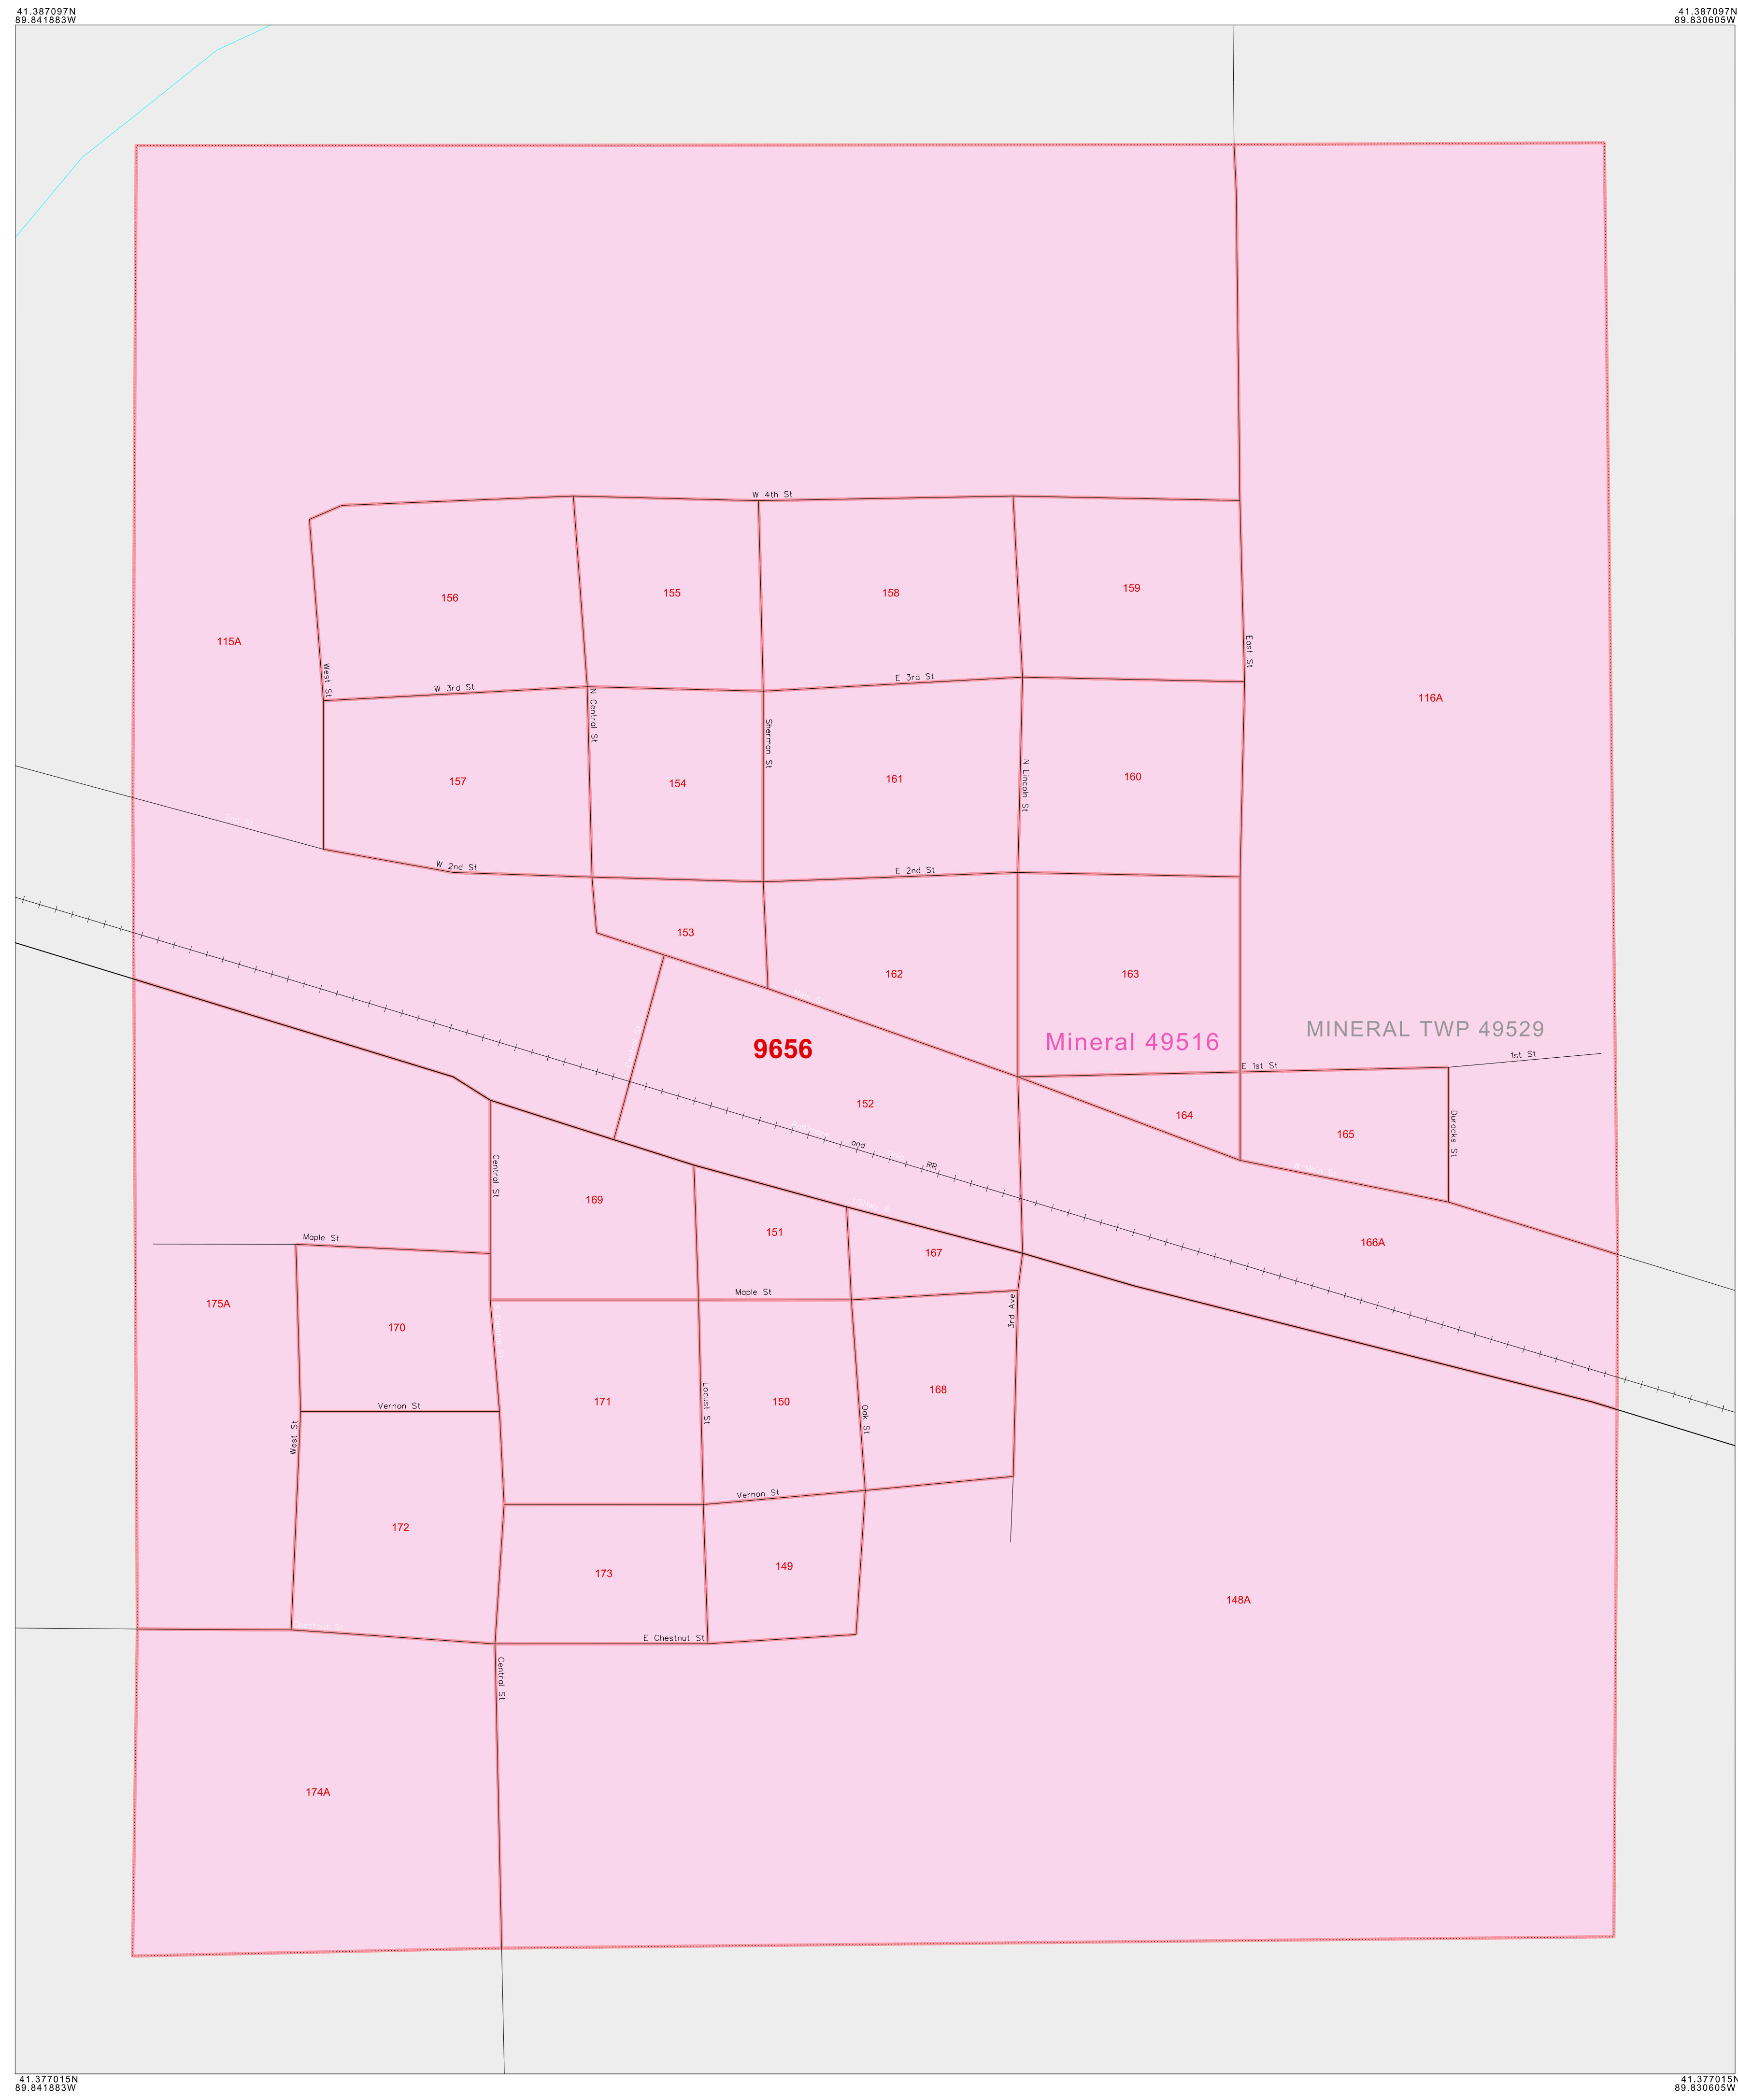 41.387097N
89.841883W
41.387097N
89.830605W
W 4th St
159
155
158
156
115A
East St
West St
E 3rd St
W 3rd St
116A
N Central St
Sherman St
N Lincoln St
160
161
157
154
2nd St
W 2nd St
E 2nd St
153
162
163
Main St
MINERAL TWP 49529
Mineral 49516
9656
1st St
E 1st St
152
164
165
Duracks St
and
RR
Central St
169
151
167
166A
Maple St
Maple St
175A
170
3rd Ave
168
171
150
Locust St
Oak St
Vernon St
West St
Vernon St
172
149
173
148A
E Chestnut St
Central St
174A
41.377015N
89.841883W
41.377015N
89.830605W